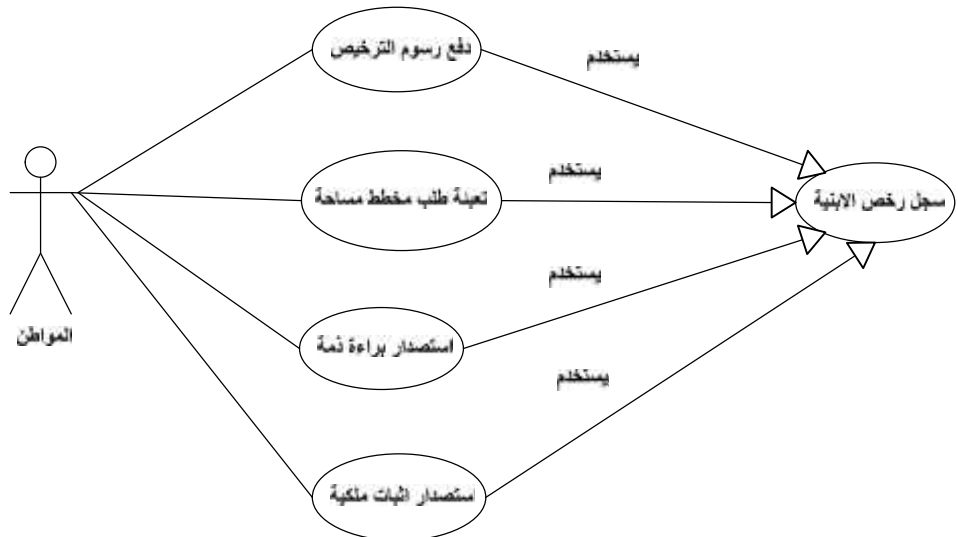 دفع رسوم الترخيص
يستخدم
تعبئة طلب مخطط مساحة
يستخدم
سجل رخص الابنية
يستخدم
استصدار براءة ذمة
المواطن
يستخدم
ستصدار اثبات ملكية